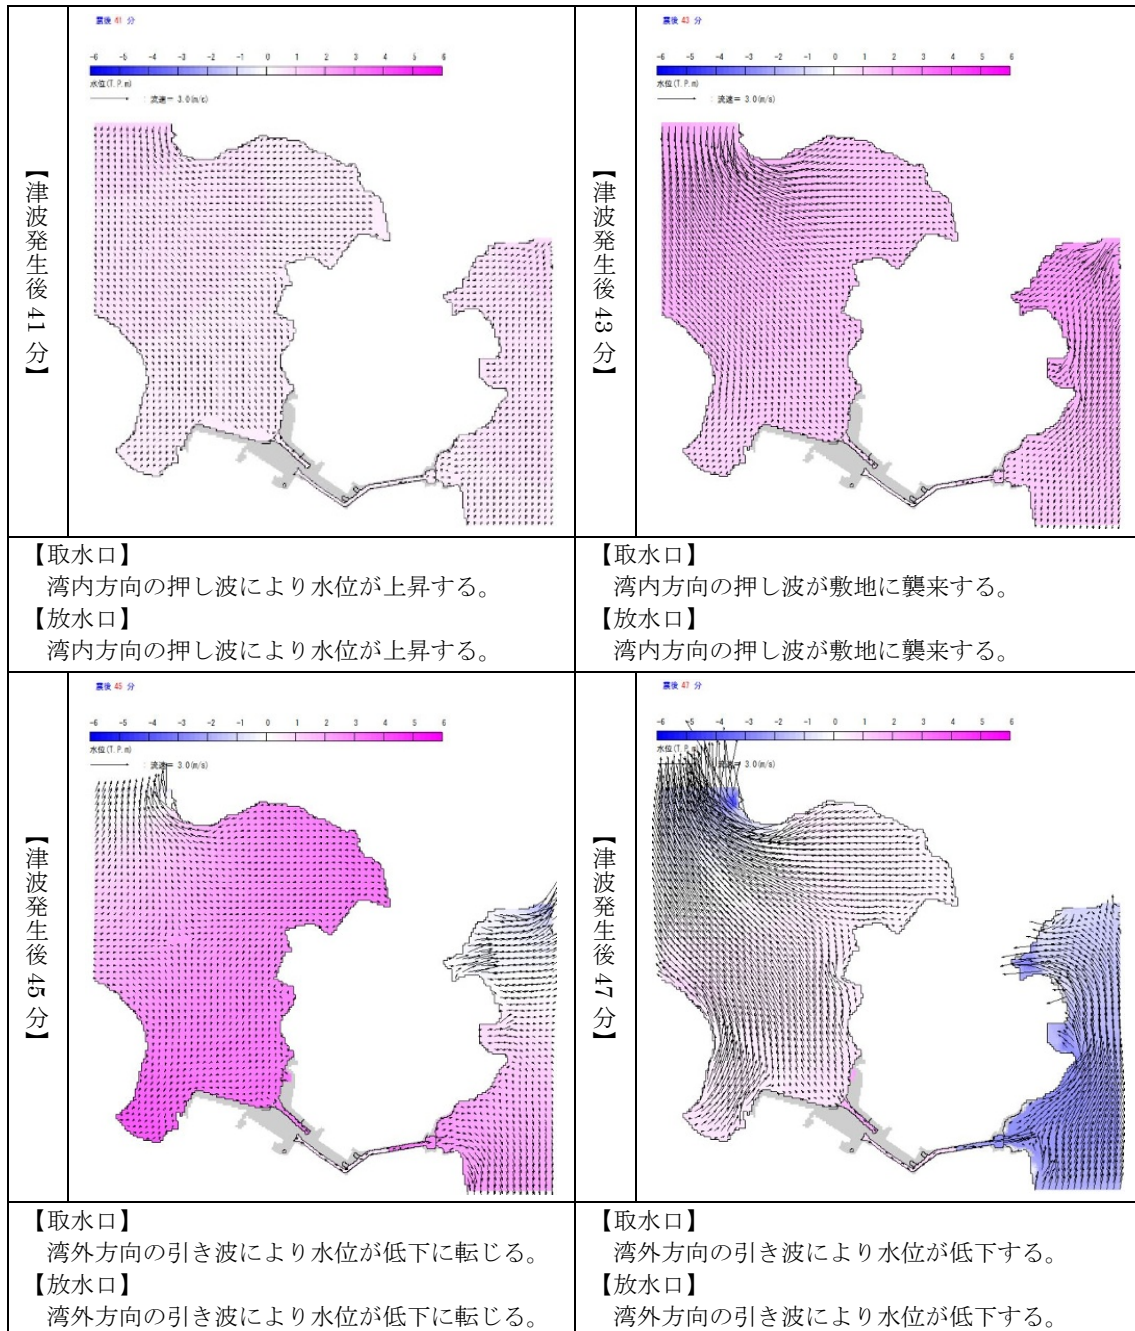 震後 41 分
-6 -5 -4 -3 -2 -1 0 1 2 3 4 5 6
水位(T.P.m)
: 流速= 3.0(m/s)
【津波発生後 41 分】
【取水口】
湾内方向の押し波により水位が上昇する。
【放水口】
湾内方向の押し波により水位が上昇する。
震後 43 分
-6 -5 -4 -3 -2 -1 0 1 2 3 4 5 6
水位(T.P.m)
: 流速= 3.0(m/s)
【津波発生後 43 分】
【取水口】
湾内方向の押し波が敷地に襲来する。
【放水口】
湾内方向の押し波が敷地に襲来する。
震後 45 分
-6 -5 -4 -3 -2 -1 0 1 2 3 4 5 6
水位(T.P.m)
: 流速= 3.0(m/s)
【津波発生後 45 分】
【取水口】
湾外方向の引き波により水位が低下に転じる。
【放水口】
湾外方向の引き波により水位が低下に転じる。
震後 47 分
-6 -5 -4 -3 -2 -1 0 1 2 3 4 5 6
水位(T.P.m)
: 流速= 3.0(m/s)
【津波発生後 47 分】
【取水口】
湾外方向の引き波により水位が低下する。
【放水口】
湾外方向の引き波により水位が低下する。